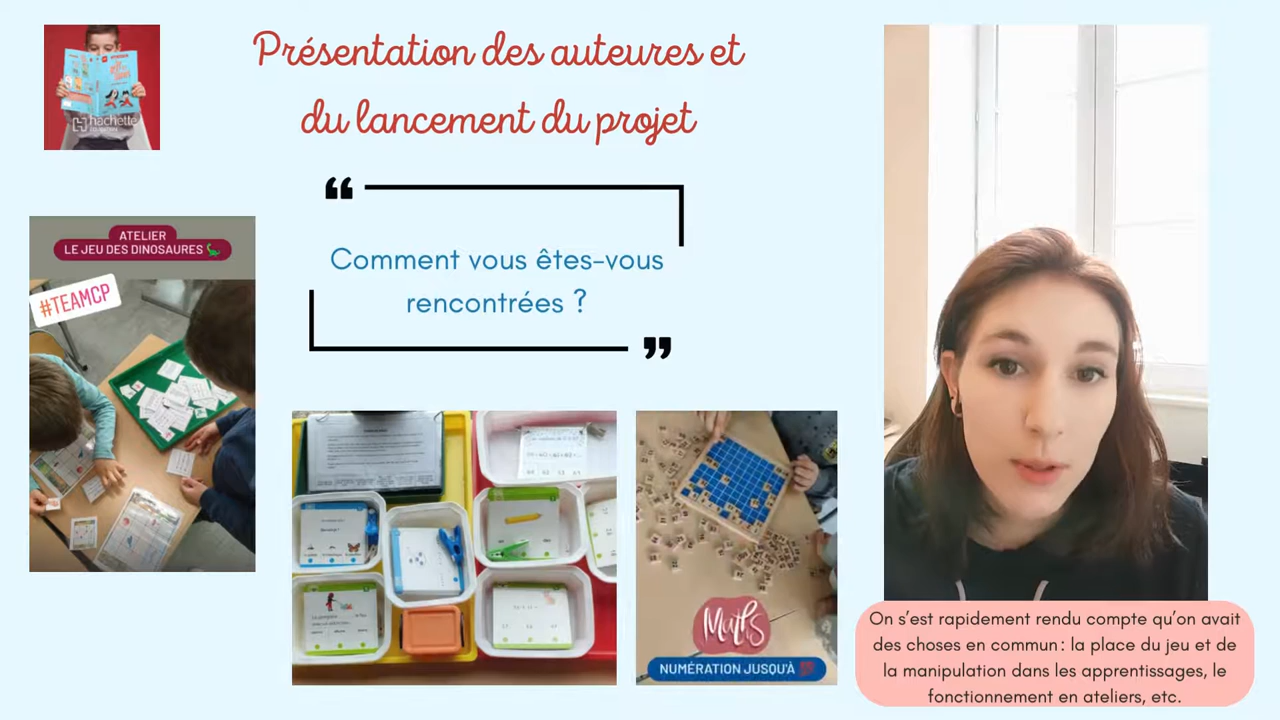 Présentation des auteures et
du lancement du projet
hachette
“
Comment vous êtes-vous
rencontrées ?
”
ATELIER
LE JEU DES DINOSAURES 🦕
#TEAMCP
Maths
NUMÉRATION JUSQU'À 💯
On s’est rapidement rendu compte qu’on avait
des choses en commun : la place du jeu et de
la manipulation dans les apprentissages, le
fonctionnement en ateliers, etc.